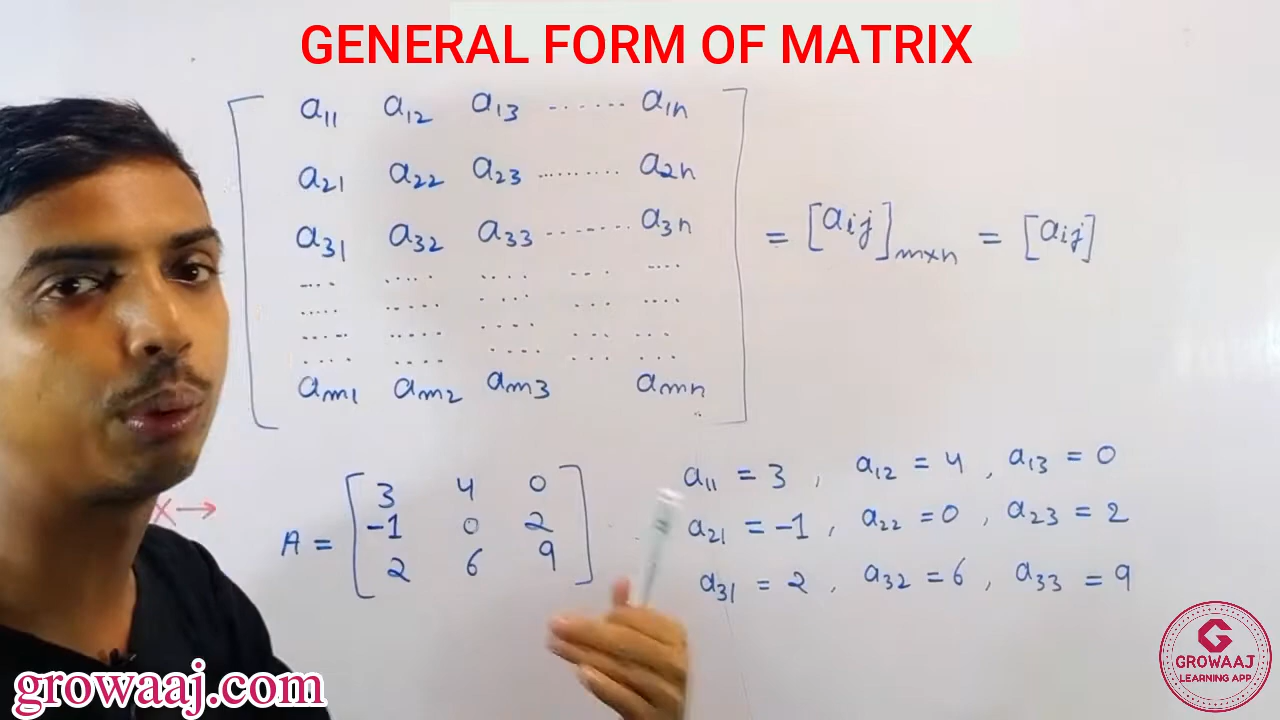 GENERAL FORM OF MATRIX
a11 a12 a13 ....... a1n
a21 a22 a23 .......... a2n
a31 a32 a33 ........ a3n
= [aij]m×n = [aij]
.... ..... ..... ... ....
..... ..... ... ... ....
..... ..... .... ... ...
.... .... .... ... ...
am1 am2 am3 amn
A = [ 3 4 0
-1 0 2
2 6 9 ]
a11 = 3 , a12 = 4 , a13 = 0
a21 = -1 , a22 = 0 , a23 = 2
a31 = 2 , a32 = 6 , a33 = 9
X →
growaaj.com
G
GROWAAJ
LEARNING APP